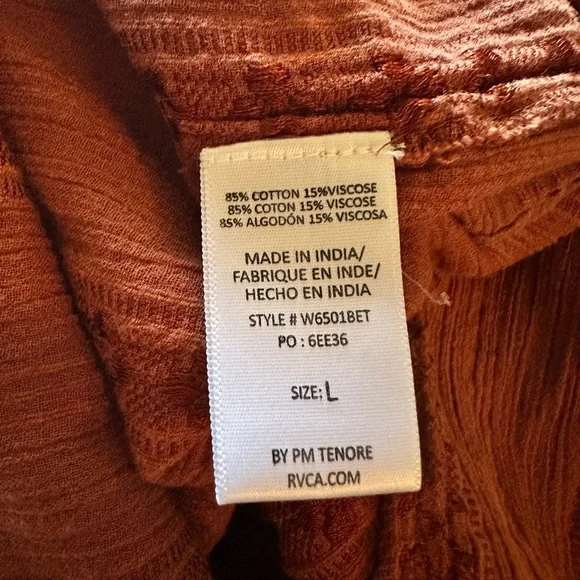 85% COTTON 15%VISCOSE
85% COTON 15% VISCOSE
85% ALGODÓN 15% VISCOSA
MADE IN INDIA/
FABRIQUE EN INDE/
HECHO EN INDIA
STYLE # W6501BET
PO : 6EE36
SIZE: L
BY PM TENORE
RVCA.COM